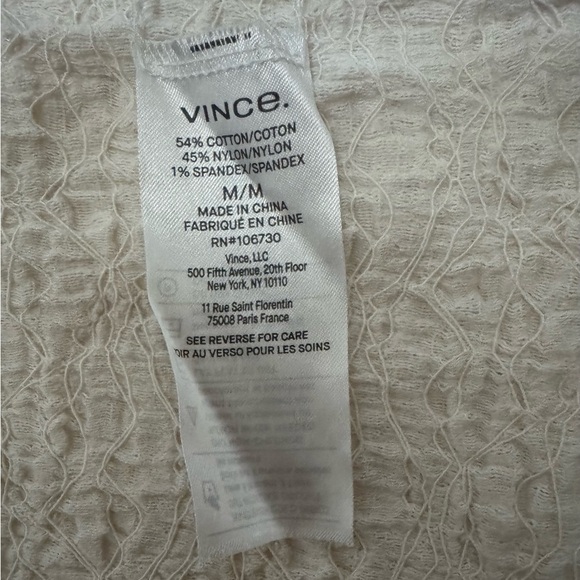 VINCE.
54% COTTON/COTON
45% NYLON/NYLON
1% SPANDEX/SPANDEX
M/M
MADE IN CHINA
FABRIQUÉ EN CHINE
RN#106730
Vince, LLC
500 Fifth Avenue, 20th Floor
New York, NY 10110
11 Rue Saint Florentin
75008 Paris France
SEE REVERSE FOR CARE
OIR AU VERSO POUR LES SOINS